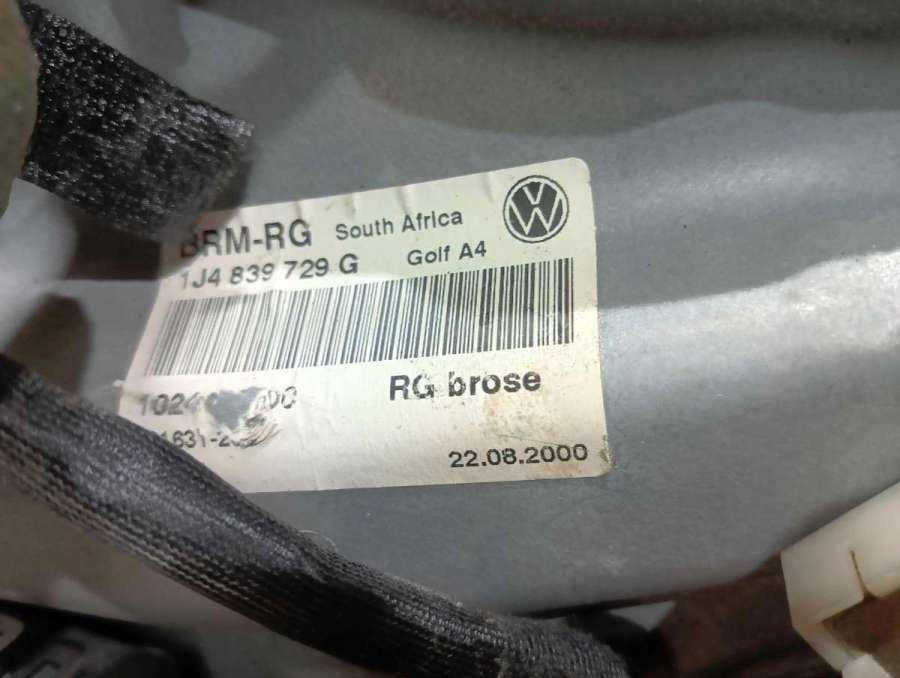 BRM-RG South Africa
1J4 839 729 G Golf A4
RG brose
22.08.2000